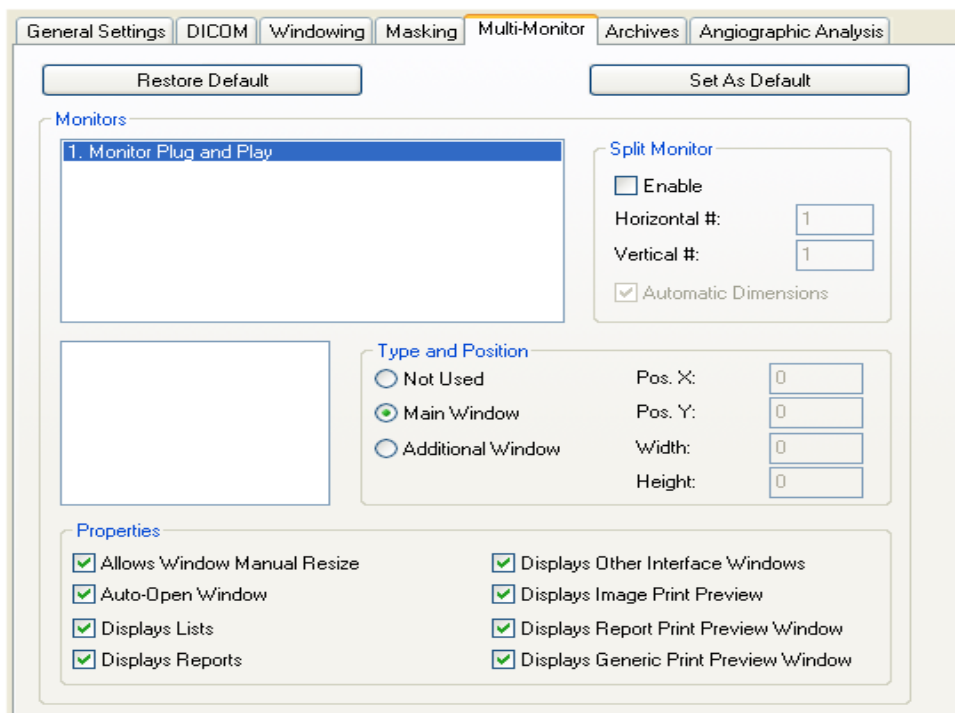 General Settings DICOM Windowing Masking Multi-Monitor Archives Angiographic Analysis
Restore Default Set As Default
Monitors
1. Monitor Plug and Play
Split Monitor
Enable
Horizontal #: 1
Vertical #: 1
Automatic Dimensions
Type and Position
Not Used
Main Window
Additional Window
Pos. X: 0
Pos. Y: 0
Width: 0
Height: 0
Properties
Allows Window Manual Resize
Auto-Open Window
Displays Lists
Displays Reports
Displays Other Interface Windows
Displays Image Print Preview
Displays Report Print Preview Window
Displays Generic Print Preview Window